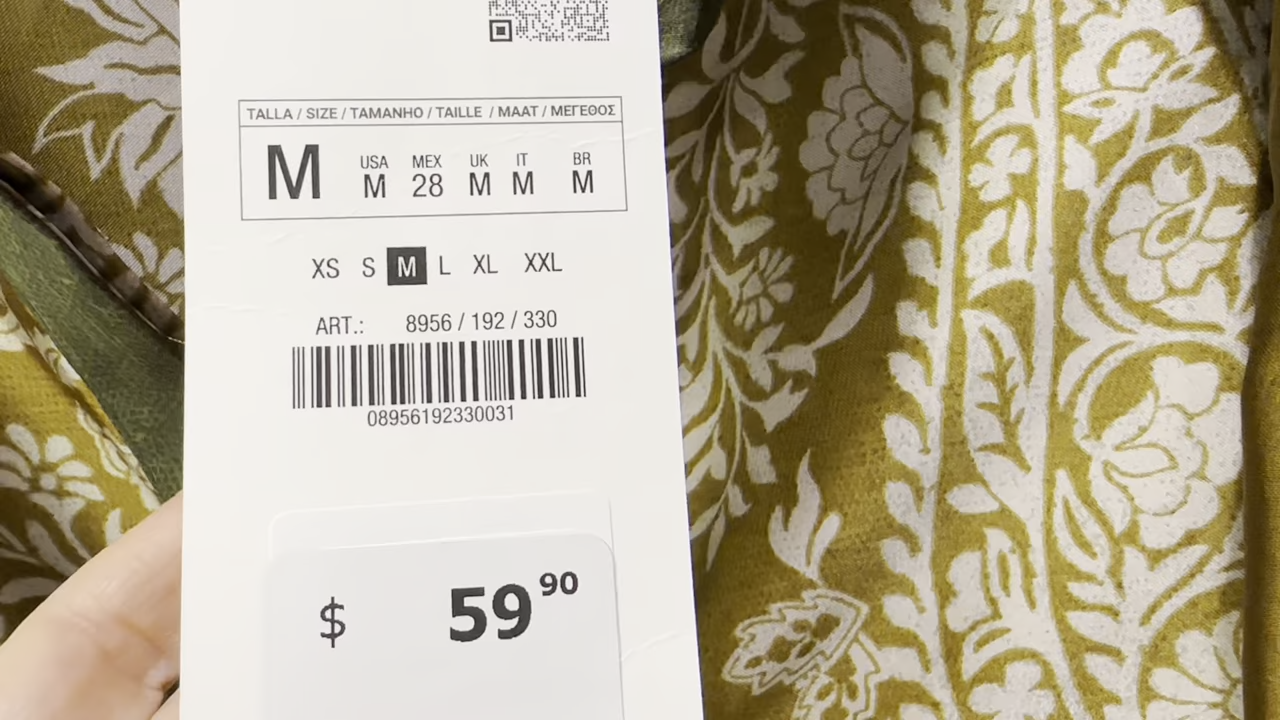 TALLA / SIZE / TAMANHO / TAILLE / MAAT / ΜΕΓΕΘΟΣ
M USA MEX UK IT BR
M 28 M M M
XS S M L XL XXL
ART.: 8956 / 192 / 330
08956192330031
$ 59 90